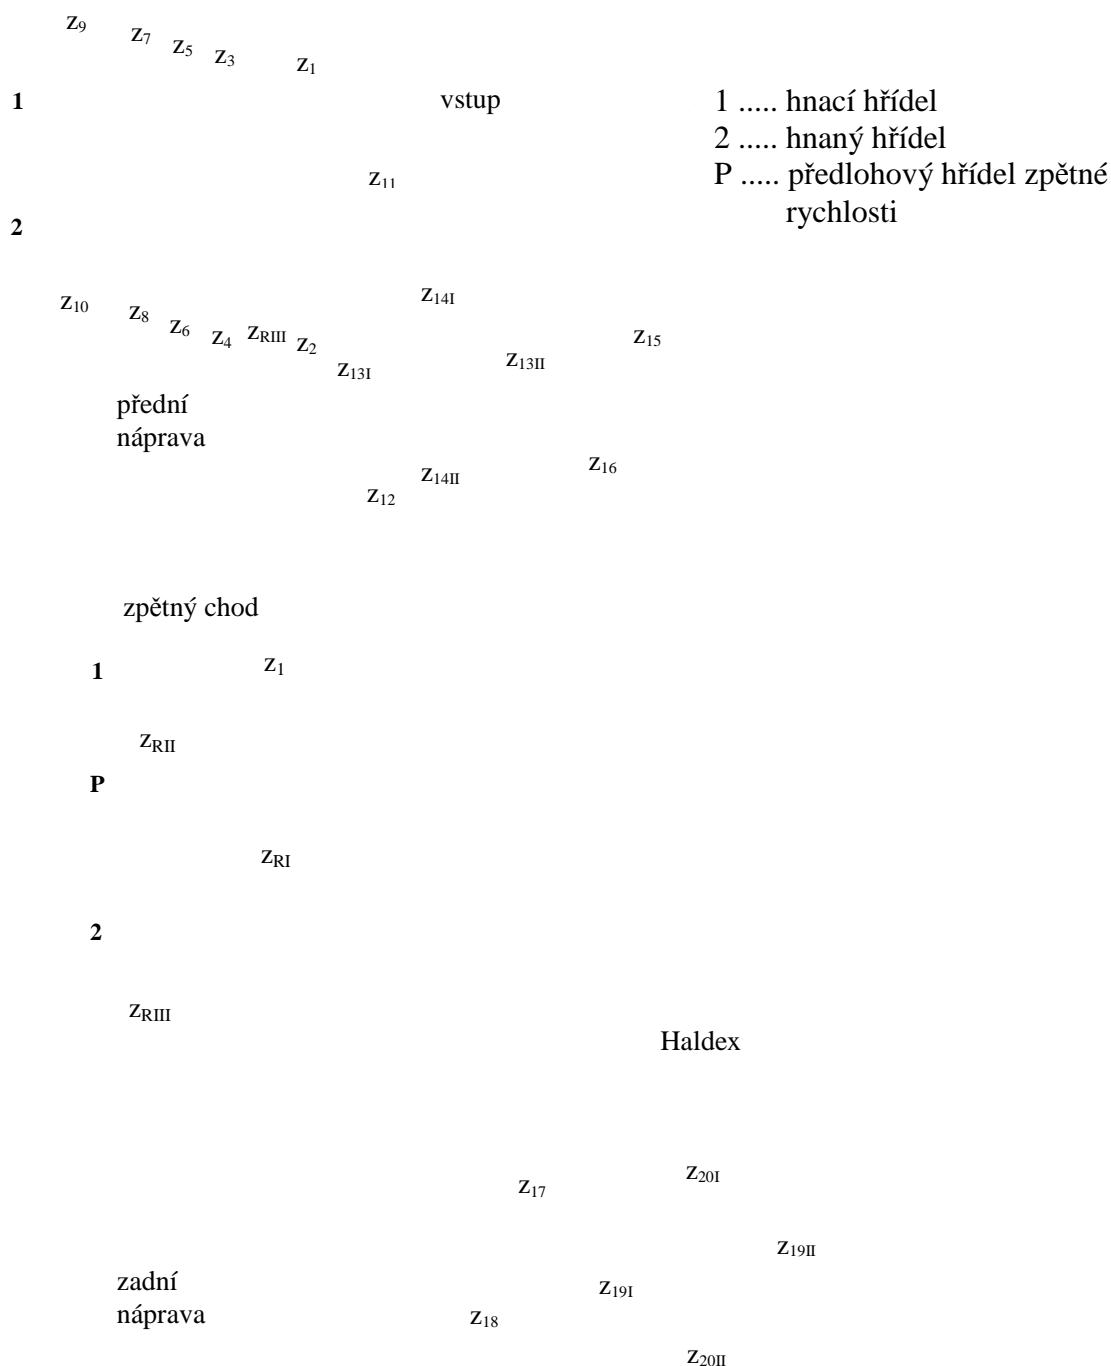 z9 z7 z5 z3 z1
1 vstup
1 ..... hnací hřídel
2 ..... hnaný hřídel
P ..... předlohový hřídel zpětné
rychlosti
z11
2
z10 z8 z6 z4 zRIII z2
z14I
z15
z13I z13II
přední
náprava
z16
z14II
z12
zpětný chod
1 z1
zRII
P
zRI
2
zRIII
Haldex
z17 z20I
z19II
zadní
náprava
z19I
z18
z20II